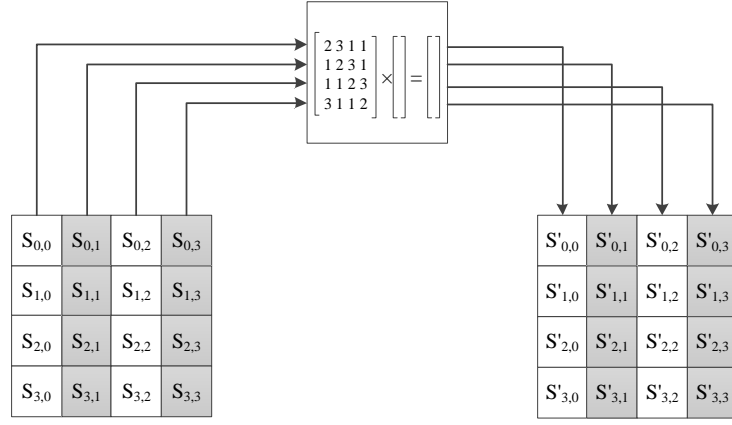 2 3 1 1
1 2 3 1
1 1 2 3
3 1 1 2
× =
S0,0 S0,1 S0,2 S0,3
S1,0 S1,1 S1,2 S1,3
S2,0 S2,1 S2,2 S2,3
S3,0 S3,1 S3,2 S3,3
S'0,0 S'0,1 S'0,2 S'0,3
S'1,0 S'1,1 S'1,2 S'1,3
S'2,0 S'2,1 S'2,2 S'2,3
S'3,0 S'3,1 S'3,2 S'3,3